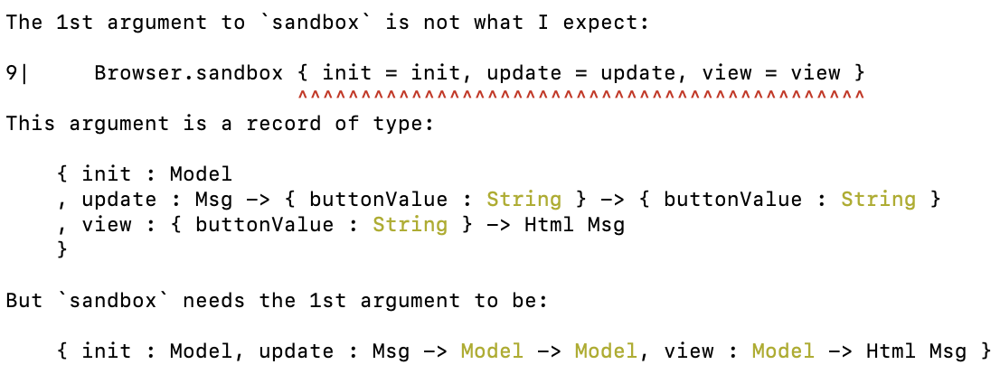 The 1st argument to `sandbox` is not what I expect:
9|     Browser.sandbox { init = init, update = update, view = view }
                       ^^^^^^^^^^^^^^^^^^^^^^^^^^^^^^^^^^^^^^^^^^^^^
This argument is a record of type:
    { init : Model
    , update : Msg -> { buttonValue : String } -> { buttonValue : String }
    , view : { buttonValue : String } -> Html Msg
    }
But `sandbox` needs the 1st argument to be:
    { init : Model, update : Msg -> Model -> Model, view : Model -> Html Msg }